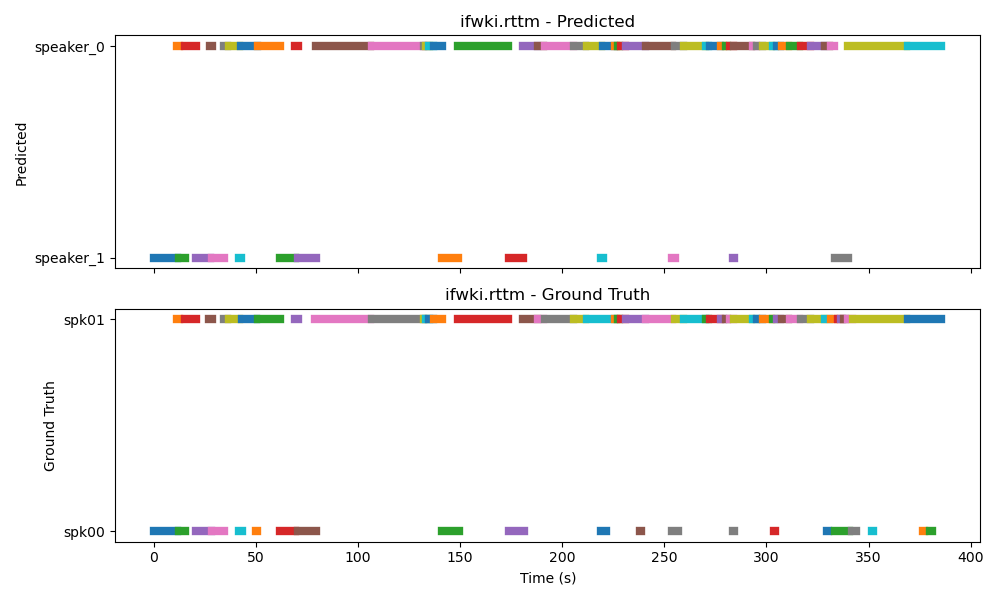 ifwki.rttm - Predicted
speaker_0
Predicted
speaker_1
ifwki.rttm - Ground Truth
spk01
Ground Truth
spk00
0 50 100 150 200 250 300 350 400
Time (s)